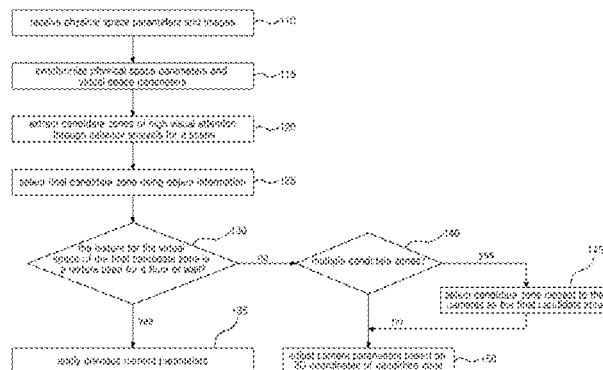 receive physical space parameters and images
110
synchronize physical space parameters and
virtual space parameters
115
extract candidate zones of high visual attention
through saliency analysis for a scene
120
select final candidate zone using object information
125
the texture for the virtual
space of the final candidate zone is
a texture used for a floor or wall?
130
no
multiple candidate zones?
140
yes
145
select candidate zone nearest to the
cameras as final candidate zone
yes
no
135
apply previous camera parameters
adjust camera parameters based on
3D coordinates of candidate zone
150